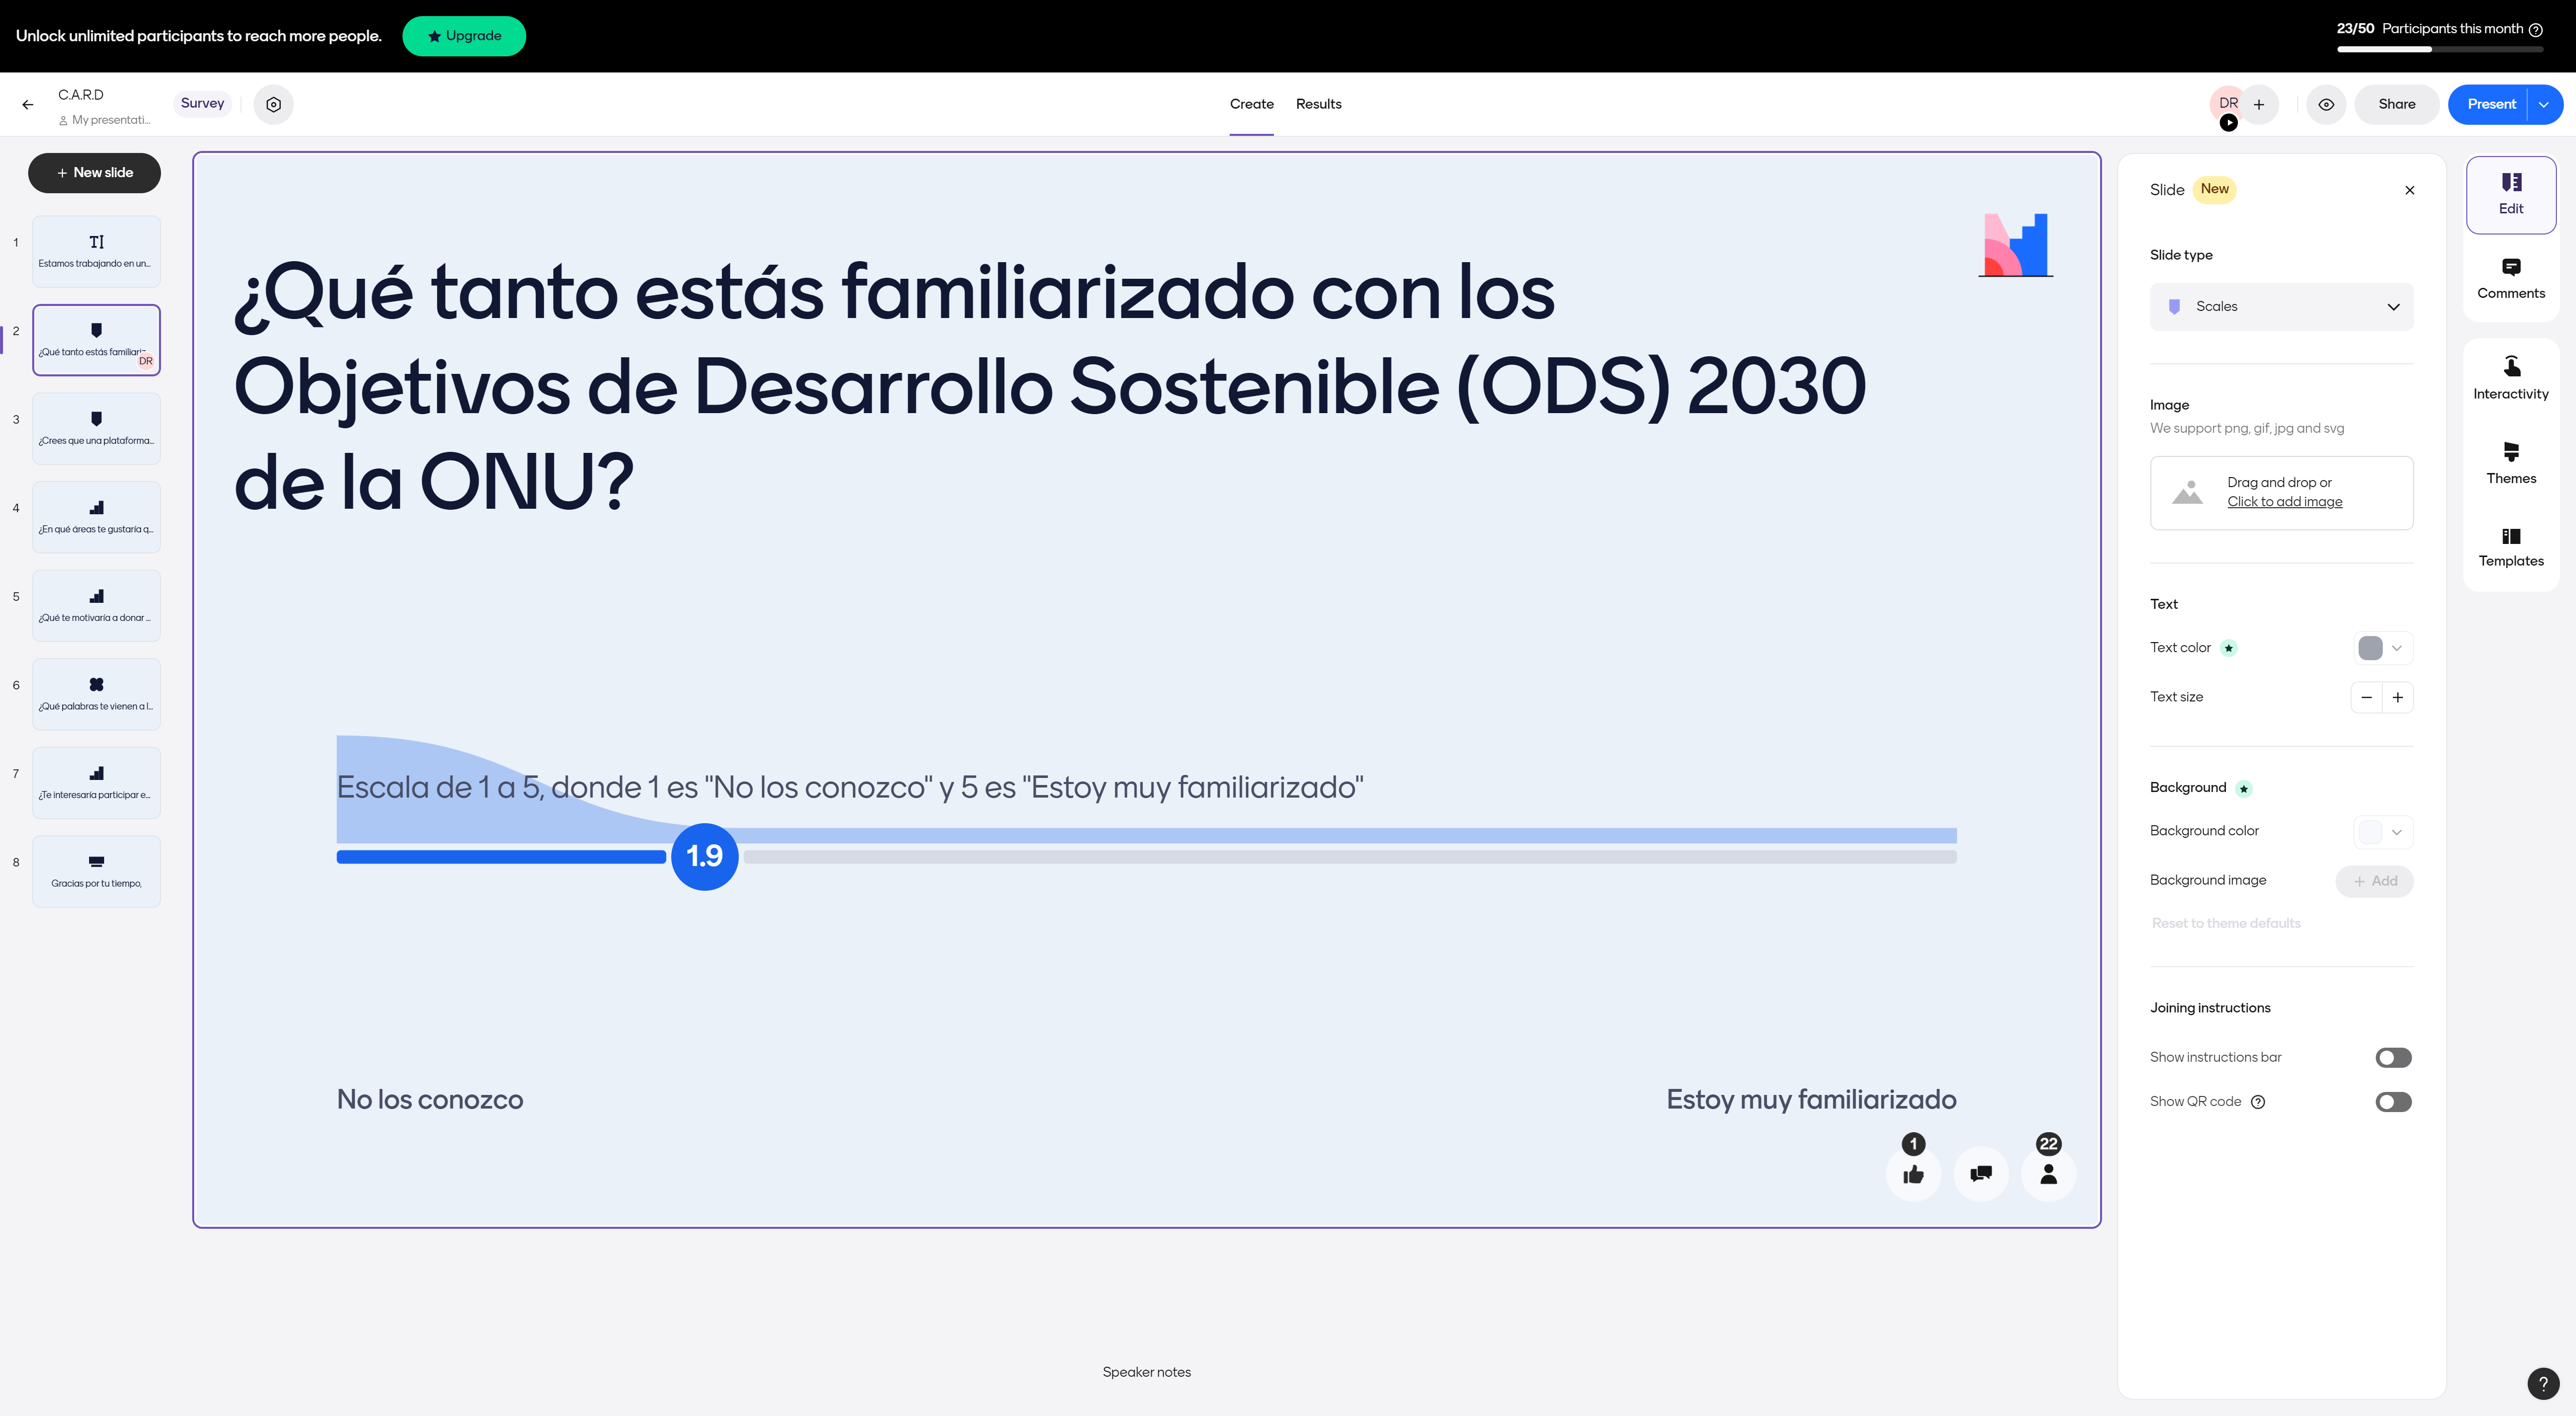 Unlock unlimited participants to reach more people.
Upgrade
23/50 Participants this month
C.A.R.D
My presentati...
Survey
Create
Results
DR
Share
Present
New slide
1
Estamos trabajando en un...
2
¿Qué tanto estás familiariz...
DR
3
¿Crees que una plataforma...
4
¿En qué áreas te gustaría q...
5
¿Qué te motivaría a donar ...
6
¿Qué palabras te vienen a l...
7
¿Te interesaría participar e...
8
Gracias por tu tiempo,
¿Qué tanto estás familiarizado con los
Objetivos de Desarrollo Sostenible (ODS) 2030
de la ONU?
Escala de 1 a 5, donde 1 es "No los conozco" y 5 es "Estoy muy familiarizado"
1.9
No los conozco
Estoy muy familiarizado
1
22
Speaker notes
Slide New
Slide type
Scales
Image
We support png, gif, jpg and svg
Drag and drop or
Click to add image
Text
Text color
Text size
Background
Background color
Background image
+ Add
Reset to theme defaults
Joining instructions
Show instructions bar
Show QR code
Edit
Comments
Interactivity
Themes
Templates
?